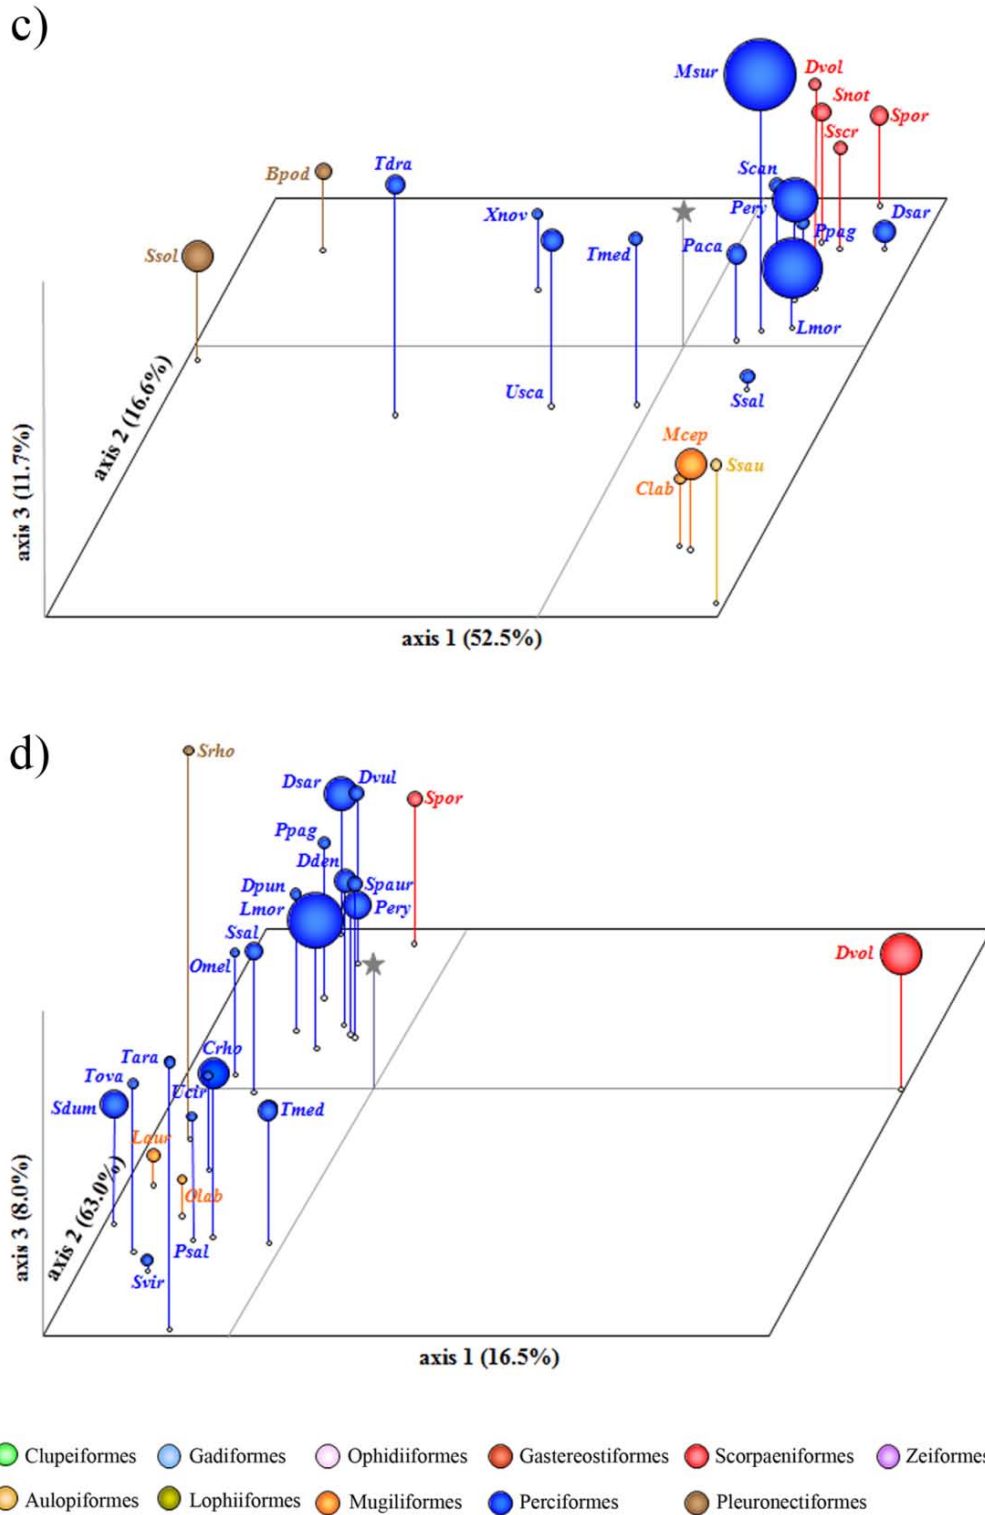 c)
Msur
Dvol
Snot
Spor
Sscr
Tdra
Bpod
Scan
Pery
Dsar
Xnov
Ppag
Ssol
Tmed
Paca
Lmor
axis 2 (16.6%)
Usca
Ssal
Mcep
Ssau
Clab
axis 3 (11.7%)
axis 1 (52.5%)
d)
Srho
Dsar
Dvul
Spor
Ppag
Dden
Dpun
Spaur
Lmor
Pery
Ssal
Omel
Dvol
Crho
Tara
Tova
Ucir
Sdum
Tmed
Laur
Olab
axis 2 (63.0%)
axis 3 (8.0%)
Psal
Svir
axis 1 (16.5%)
Clupeiformes Gadiformes Ophidiiformes Gastereostiformes Scorpaeniformes Zeiformes
Aulopiformes Lophiiformes Mugiliformes Perciformes Pleuronectiformes